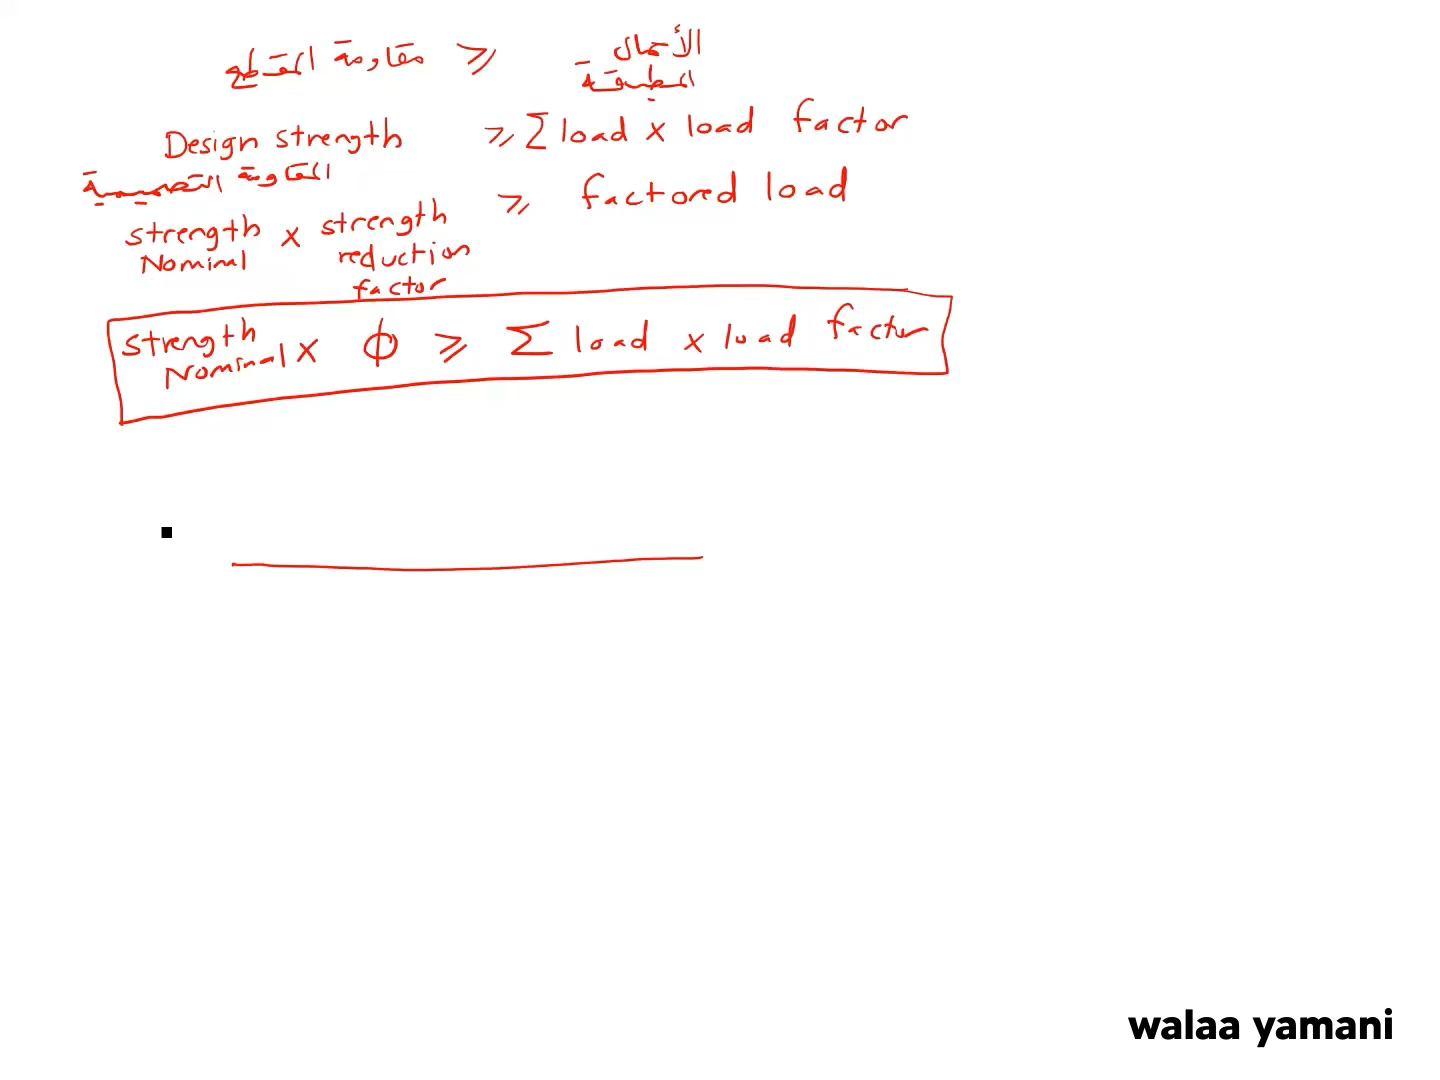 مقاومة المقطع ⩾ الأحمال المطبقة
Design strength ⩾ Σ load x load factor
المقاومة التصميمية
strength Nominal x strength reduction factor ⩾ factored load
strength Nominal x ϕ ⩾ Σ load x load factor
walaa yamani